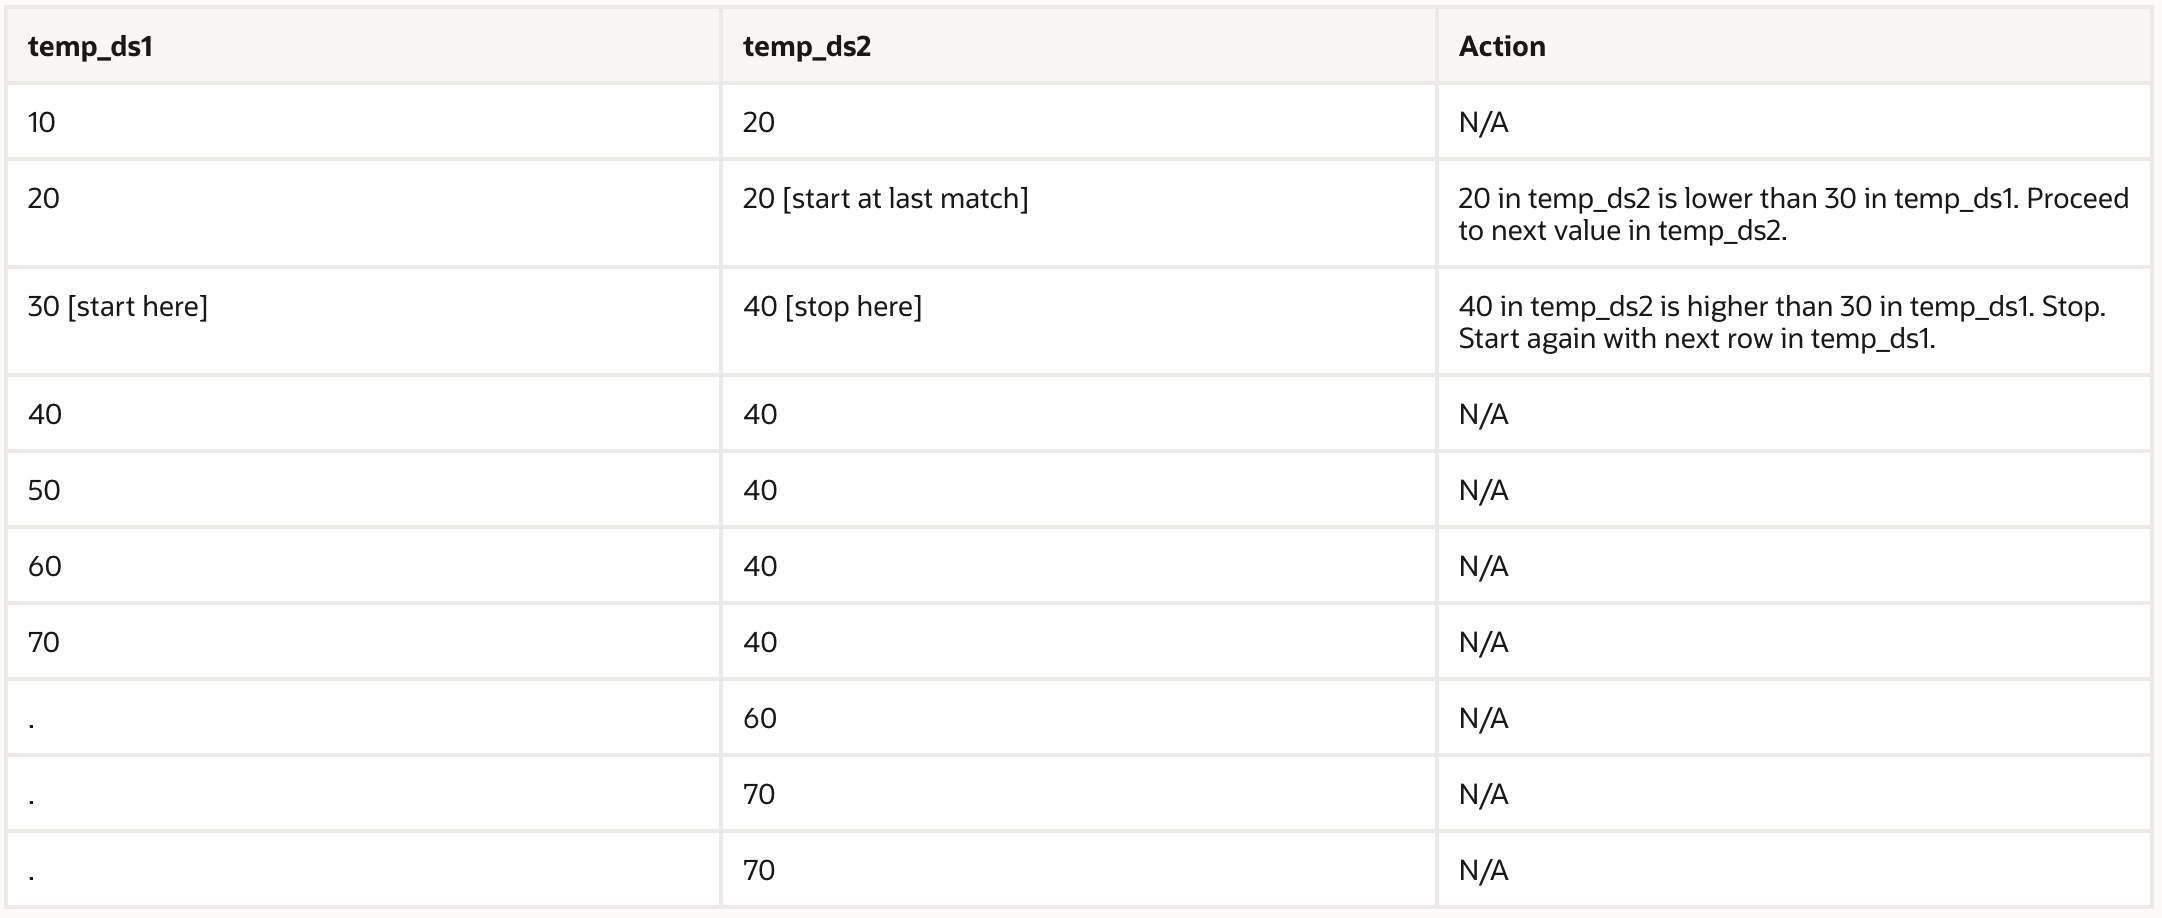 temp_ds1 temp_ds2 Action
10 20 N/A
20 20 [start at last match] 20 in temp_ds2 is lower than 30 in temp_ds1. Proceed
to next value in temp_ds2.
30 [start here] 40 [stop here] 40 in temp_ds2 is higher than 30 in temp_ds1. Stop.
Start again with next row in temp_ds1.
40 40 N/A
50 40 N/A
60 40 N/A
70 40 N/A
. 60 N/A
. 70 N/A
. 70 N/A